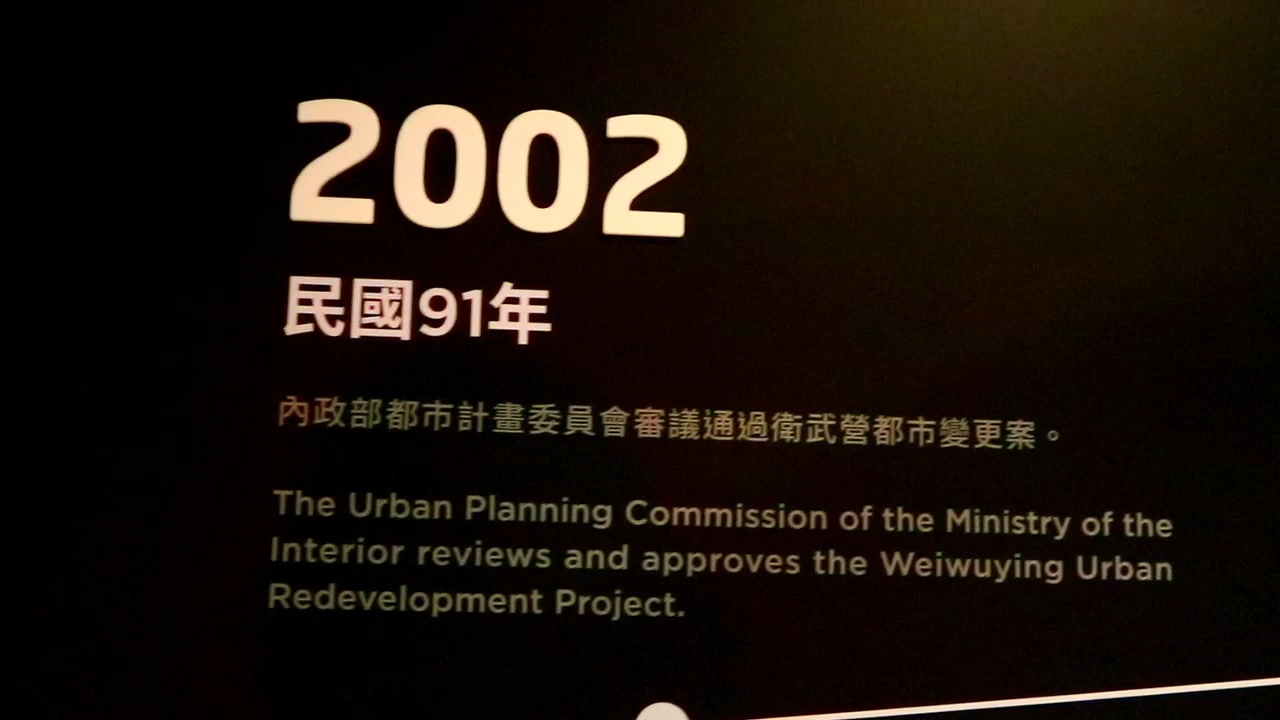 2002
民國91年
內政部都市計畫委員會審議通過衛武營都市變更案。
The Urban Planning Commission of the Ministry of the
Interior reviews and approves the Weiwuying Urban
Redevelopment Project.